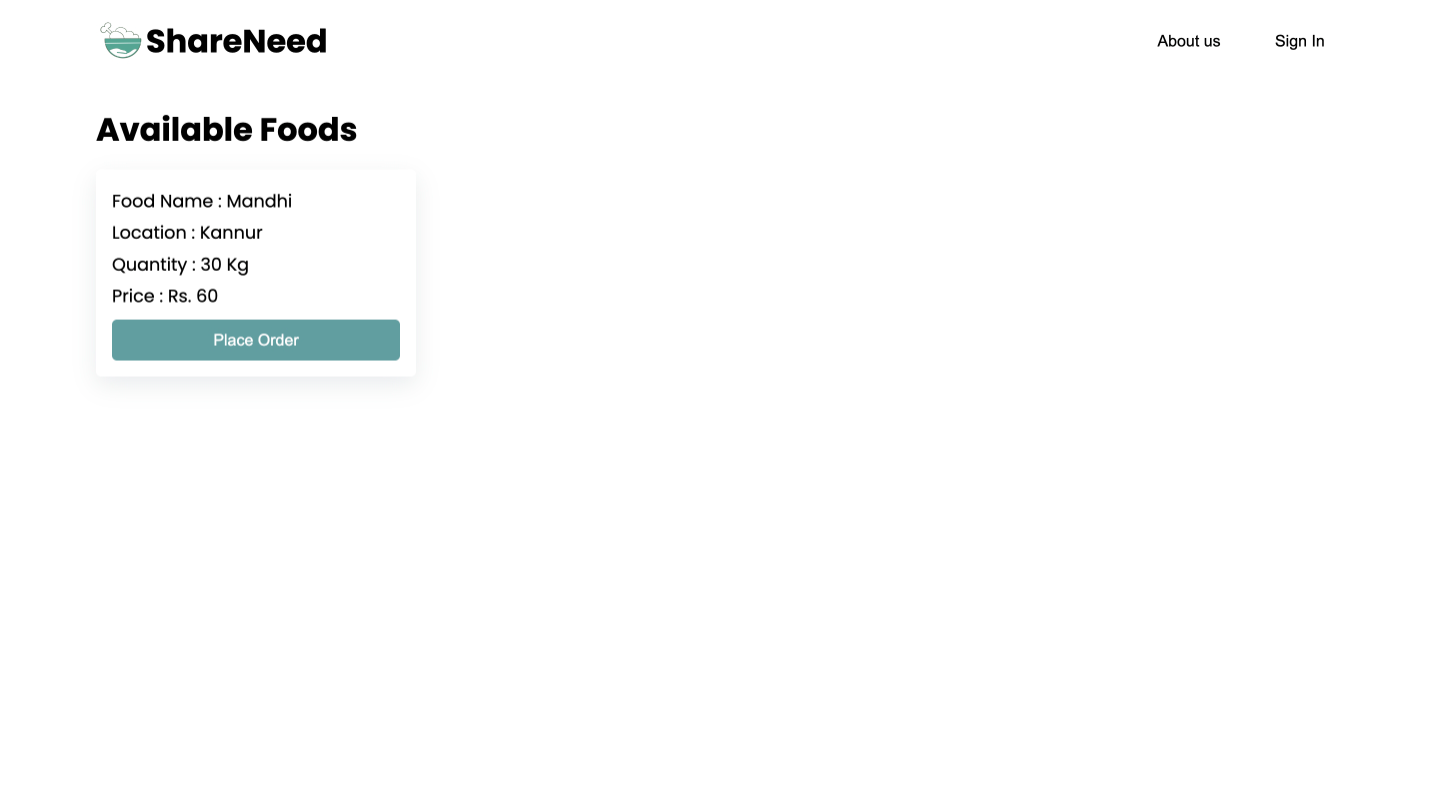 ShareNeed
About us
Sign In
Available Foods
Food Name : Mandhi
Location : Kannur
Quantity : 30 Kg
Price : Rs. 60
Place Order